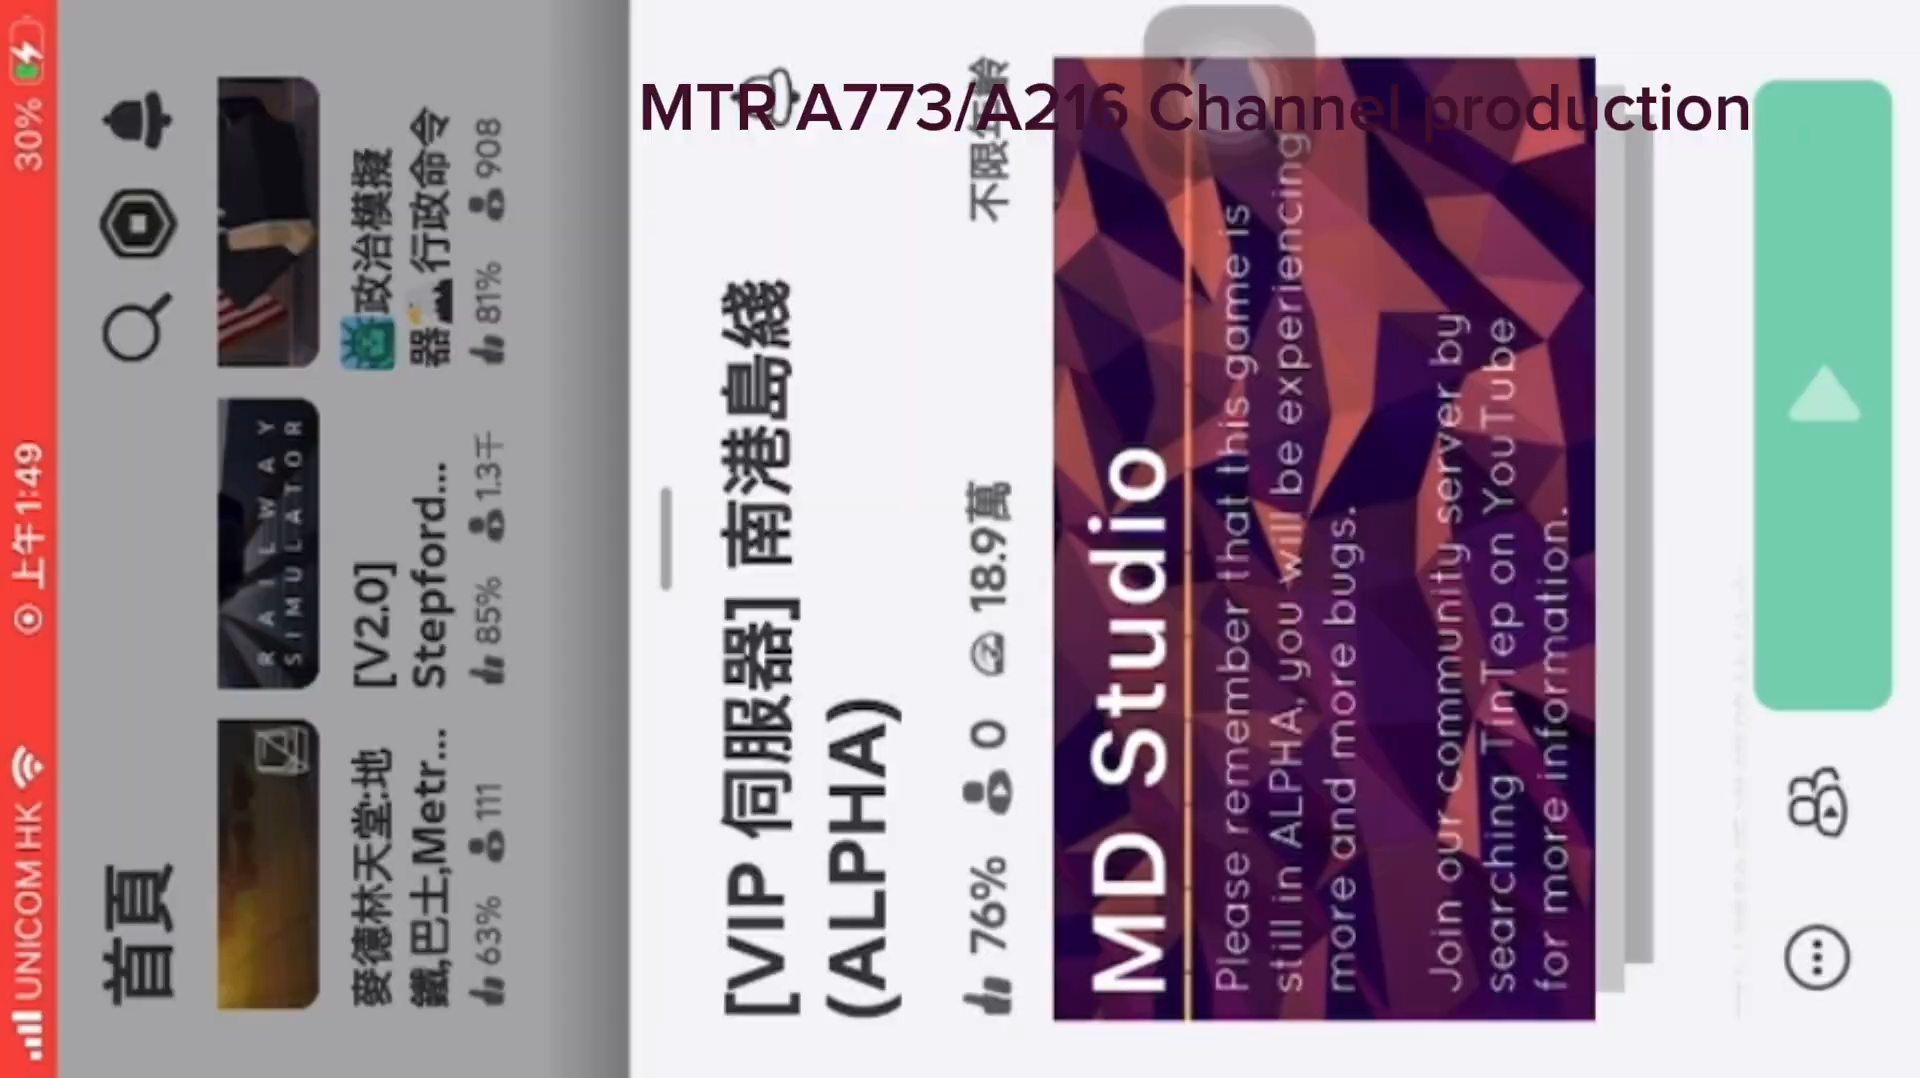 MTR A773/A216 Channel production
UNICOM HK
上午1:49
30%
首頁
RAILWAY
SIMULATOR
麥德林天堂:地
鐵,巴士,Metr...
63% 111
[V2.0]
Stepford...
85% 1.3千
政治模擬
器 行政命令
81% 908
[VIP 伺服器] 南港島綫
(ALPHA)
76% 0 18.9萬 不限年齡
MD Studio
Please remember that this game is
still in ALPHA, you will be experiencing
more and more bugs.
Join our community server by
searching TinTep on YouTube
for more information.